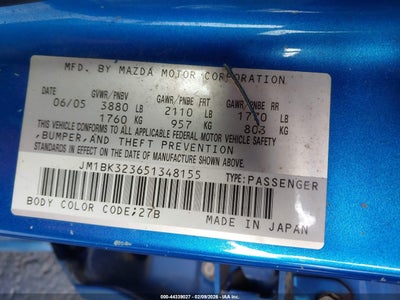 MFD. BY MAZDA MOTOR CORPORATION
GVWR/PNBV GAWR/PNBE FRT GAWR/PNBE RR
06/05 3880 LB 2110 LB 1770 LB
1760 KG 957 KG 803 KG
THIS VEHICLE CONFORMS TO ALL APPLICABLE FEDERAL MOTOR VEHICLE SAFETY
,BUMPER,AND THEFT PREVENTION
STANDARDS IN EFFECT ON THE DATE OF MANUFACTURE SHOWN ABOVE.
JM1BK323651348155 TYPE:PASSENGER
BODY COLOR CODE;27B MADE IN JAPAN
© 44339027 - 02/09/2026 - IAA Images